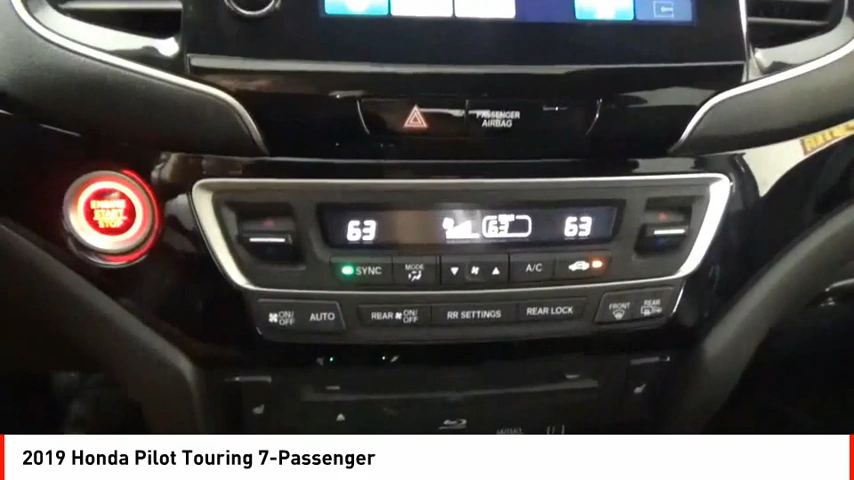 PASSENGER
AIRBAG
ENGINE
START
STOP
63 63 63
SYNC MODE A/C
ON/OFF AUTO REAR ON/OFF RR SETTINGS REAR LOCK FRONT REAR
2019 Honda Pilot Touring 7-Passenger